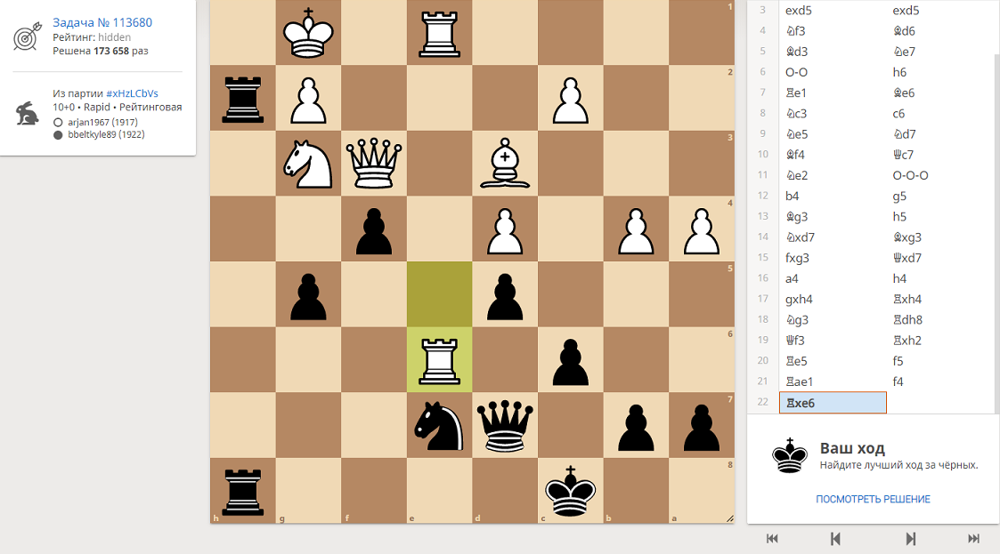 Задача № 113680
Рейтинг: hidden
Решена 173 658 раз
Из партии #xHzLCbVs
10+0 • Rapid • Рейтинговая
arjan1967 (1917)
bbeltkyle89 (1922)
1
2
3
4
5
6
7
8
h g f e d c b a
3 exd5 exd5
4 ♘f3 ♗d6
5 ♗d3 ♘e7
6 O-O h6
7 ♖e1 ♗e6
8 ♘c3 c6
9 ♘e5 ♘d7
10 ♗f4 ♕c7
11 ♘e2 O-O-O
12 b4 g5
13 ♗g3 h5
14 ♘xd7 ♗xg3
15 fxg3 ♕xd7
16 a4 h4
17 gxh4 ♖xh4
18 ♘g3 ♖dh8
19 ♕f3 ♖xh2
20 ♖e5 f5
21 ♖ae1 f4
22 ♖xe6
Ваш ход
Найдите лучший ход за чёрных.
ПОСМОТРЕТЬ РЕШЕНИЕ